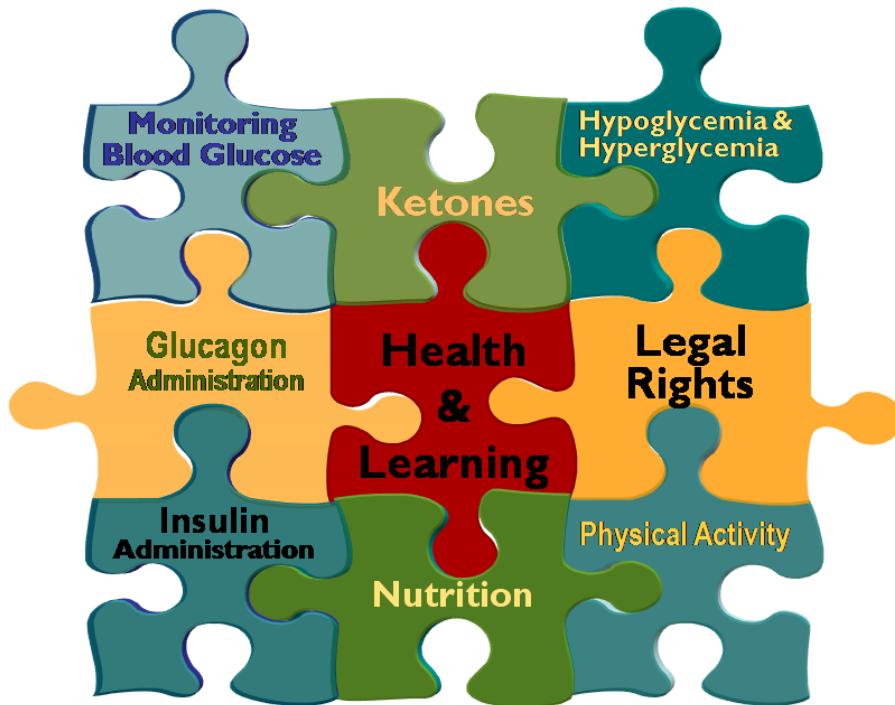 Monitoring
Blood Glucose
Ketones
Hypoglycemia &
Hyperglycemia
Glucagon
Administration
Health
&
Learning
Legal
Rights
Insulin
Administration
Nutrition
Physical Activity